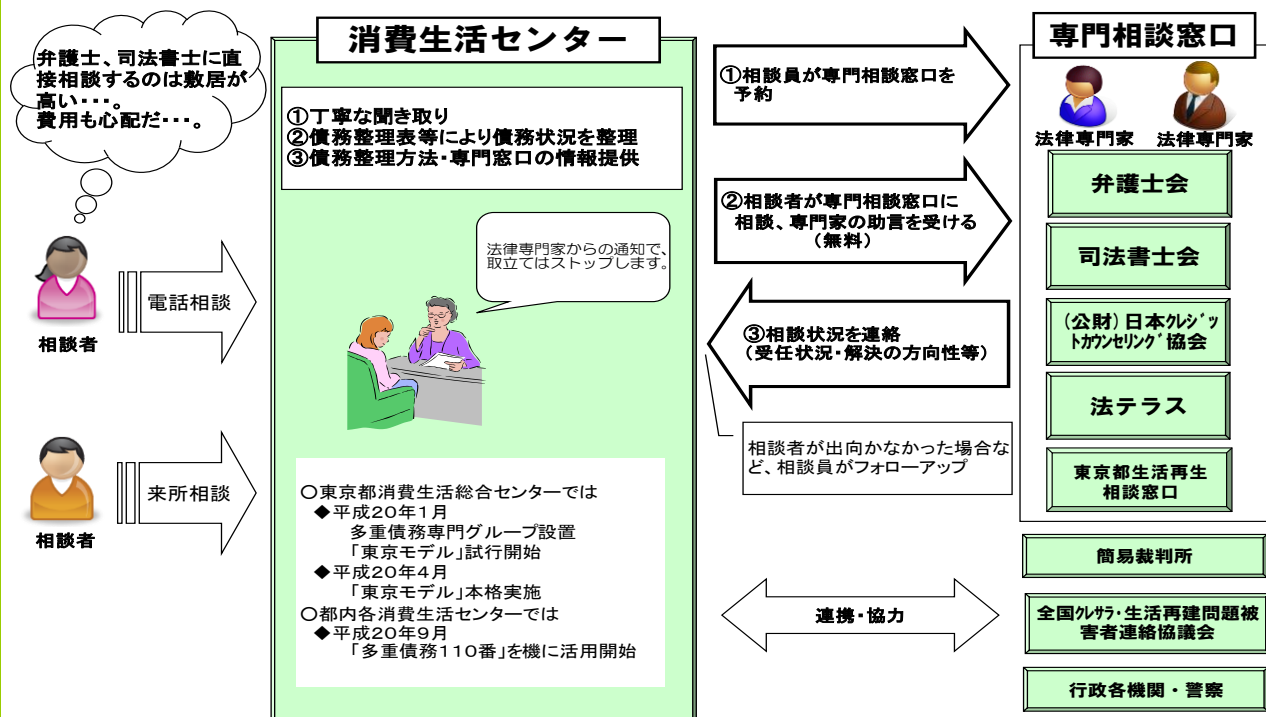 弁護士、司法書士に直
接相談するのは敷居が
高い・・・。
費用も心配だ・・・。
相談者
電話相談
相談者
来所相談
消費生活センター
①丁寧な聞き取り
②債務整理表等により債務状況を整理
③債務整理方法・専門窓口の情報提供
法律専門家からの通知で、
取立てはストップします。
〇東京都消費生活総合センターでは
◆平成20年1月
多重債務専門グループ設置
「東京モデル」試行開始
◆平成20年4月
「東京モデル」本格実施
〇都内各消費生活センターでは
◆平成20年9月
「多重債務110番」を機に活用開始
①相談員が専門相談窓口を
予約
②相談者が専門相談窓口に
相談、専門家の助言を受ける
（無料）
③相談状況を連絡
（受任状況・解決の方向性等）
相談者が出向かなかった場合な
ど、相談員がフォローアップ
連携・協力
専門相談窓口
法律専門家
法律専門家
弁護士会
司法書士会
（公財）日本ｸﾚｼﾞｯ
ﾄｶｳﾝｾﾘﾝｸﾞ協会
法テラス
東京都生活再生
相談窓口
簡易裁判所
全国ｸﾚｻﾗ・生活再建問題被
害者連絡協議会
行政各機関・警察